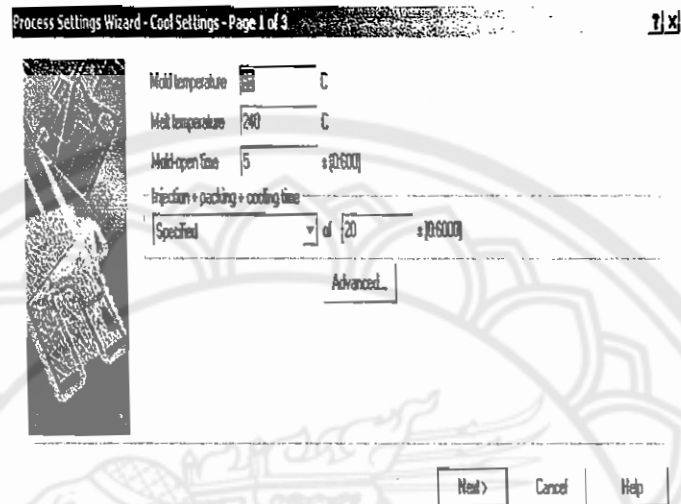 Process Settings Wizard - Cool Settings - Page 1 of 3
Mold temperature C
Melt temperature 240 C
Mold-open time 5 s [0:600]
Injection + packing + cooling time
Specified of 20 s [0:6000]
Advanced...
Next > Cancel Help